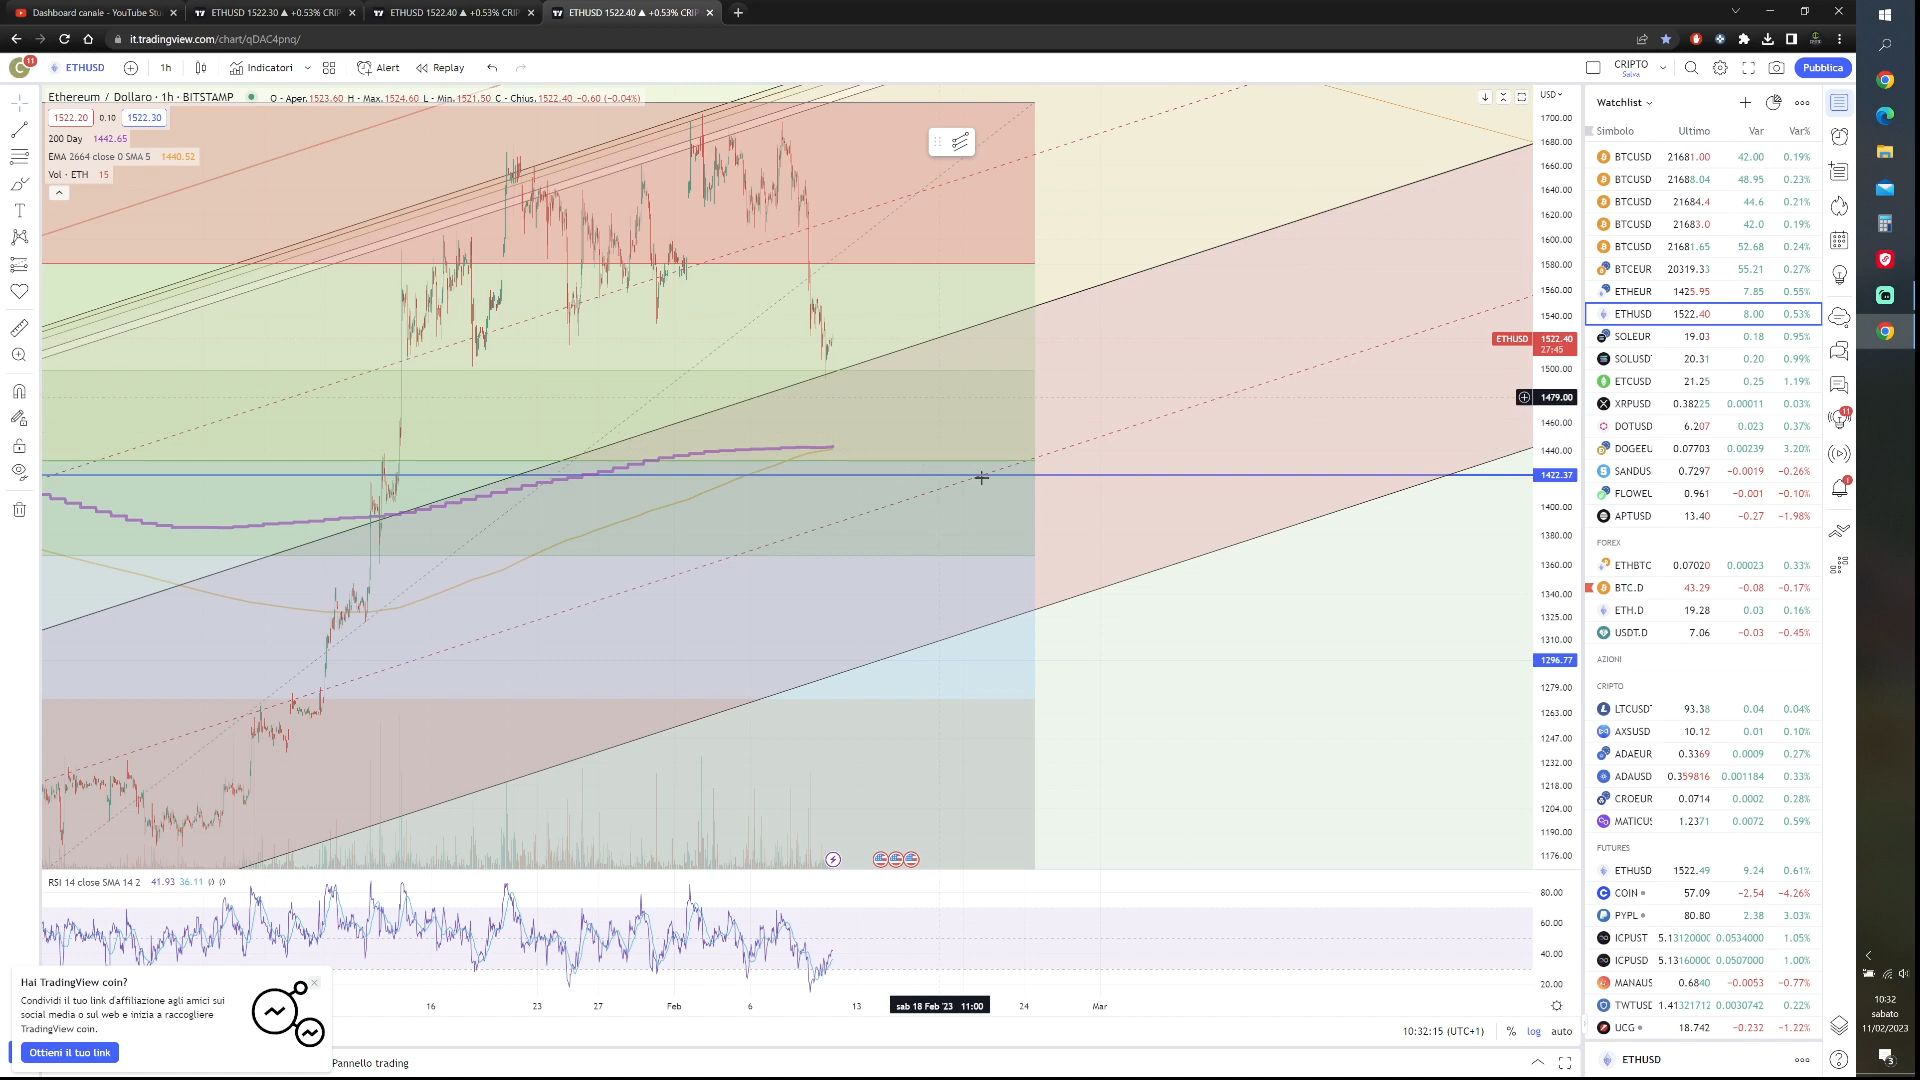 Dashboard canale - YouTube Stu
ETHUSD 1522.30 ▲ +0.53% CRIP
ETHUSD 1522.40 ▲ +0.53% CRIP
ETHUSD 1522.40 ▲ +0.53% CRIP
it.tradingview.com/chart/qDAC4pnq/
C 11
ETHUSD
1h
Indicatori
Alert
Replay
CRIPTO
Salva
Pubblica
Ethereum / Dollaro · 1h · BITSTAMP
O - Aper.1523.60 H - Max.1524.60 L - Min.1521.50 C - Chius.1522.40 −0.60 (−0.04%)
1522.20 0.10 1522.30
200 Day 1442.65
EMA 2664 close 0 SMA 5 1440.52
Vol · ETH 15
USD
1700.00
1680.00
1660.00
1640.00
1620.00
1600.00
1580.00
1560.00
1540.00
ETHUSD 1522.40
27:45
1500.00
1479.00
1460.00
1440.00
1422.37
1400.00
1380.00
1360.00
1340.00
1325.00
1310.00
1296.77
1279.00
1263.00
1247.00
1232.00
1218.00
1204.00
1190.00
1176.00
RSI 14 close SMA 14 2 41.93 36.11 ∅ ∅
80.00
60.00
40.00
20.00
16 23 27 Feb 6 13 sab 18 Feb '23 11:00 24 Mar
10:32:15 (UTC+1) % log auto
Hai TradingView coin?
Condividi il tuo link d'affiliazione agli amici sui
social media o sul web e inizia a raccogliere
TradingView coin.
Ottieni il tuo link
Pannello trading
Watchlist
Simbolo Ultimo Var Var%
BTCUSD 21681.00 42.00 0.19%
BTCUSD 21688.04 48.95 0.23%
BTCUSD 21684.4 44.6 0.21%
BTCUSD 21683.0 42.0 0.19%
BTCUSD 21681.65 52.68 0.24%
BTCEUR 20319.33 55.21 0.27%
ETHEUR 1425.95 7.85 0.55%
ETHUSD 1522.40 8.00 0.53%
SOLEUR 19.03 0.18 0.95%
SOLUSD 20.31 0.20 0.99%
ETCUSD 21.25 0.25 1.19%
XRPUSD 0.38225 0.00011 0.03%
DOTUSD 6.207 0.023 0.37%
DOGEEU 0.07703 0.00239 3.20%
SANDUS 0.7297 −0.0019 −0.26%
FLOWEL 0.961 −0.001 −0.10%
APTUSD 13.40 −0.27 −1.98%
FOREX
ETHBTC 0.07020 0.00023 0.33%
BTC.D 43.29 −0.08 −0.17%
ETH.D 19.28 0.03 0.16%
USDT.D 7.06 −0.03 −0.45%
AZIONI
CRIPTO
LTCUSD 93.38 0.04 0.04%
AXSUSD 10.12 0.01 0.10%
ADAEUR 0.3369 0.0009 0.27%
ADAUSD 0.359816 0.001184 0.33%
CROEUR 0.0714 0.0002 0.28%
MATICUS 1.2371 0.0072 0.59%
FUTURES
ETHUSD 1522.49 9.24 0.61%
COIN 57.09 −2.54 −4.26%
PYPL 80.80 2.38 3.03%
ICPUST 5.13120000 0.0534000 1.05%
ICPUSD 5.13160000 0.0507000 1.00%
MANAUS 0.6840 −0.0053 −0.77%
TWTUSD 1.41321712 0.0030742 0.22%
UCG 18.742 −0.232 −1.22%
ETHUSD
11
1
10:32
sabato
11/02/2023
3